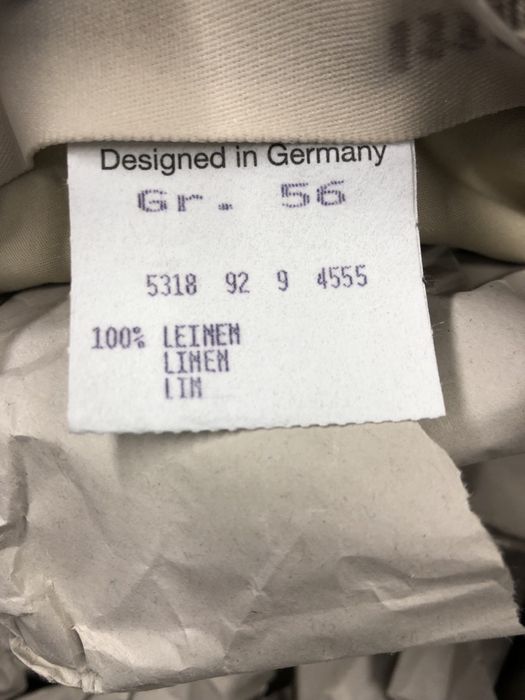 Designed in Germany
Gr. 56
5318 92 9 4555
100% LEINEN
LINEN
LIN